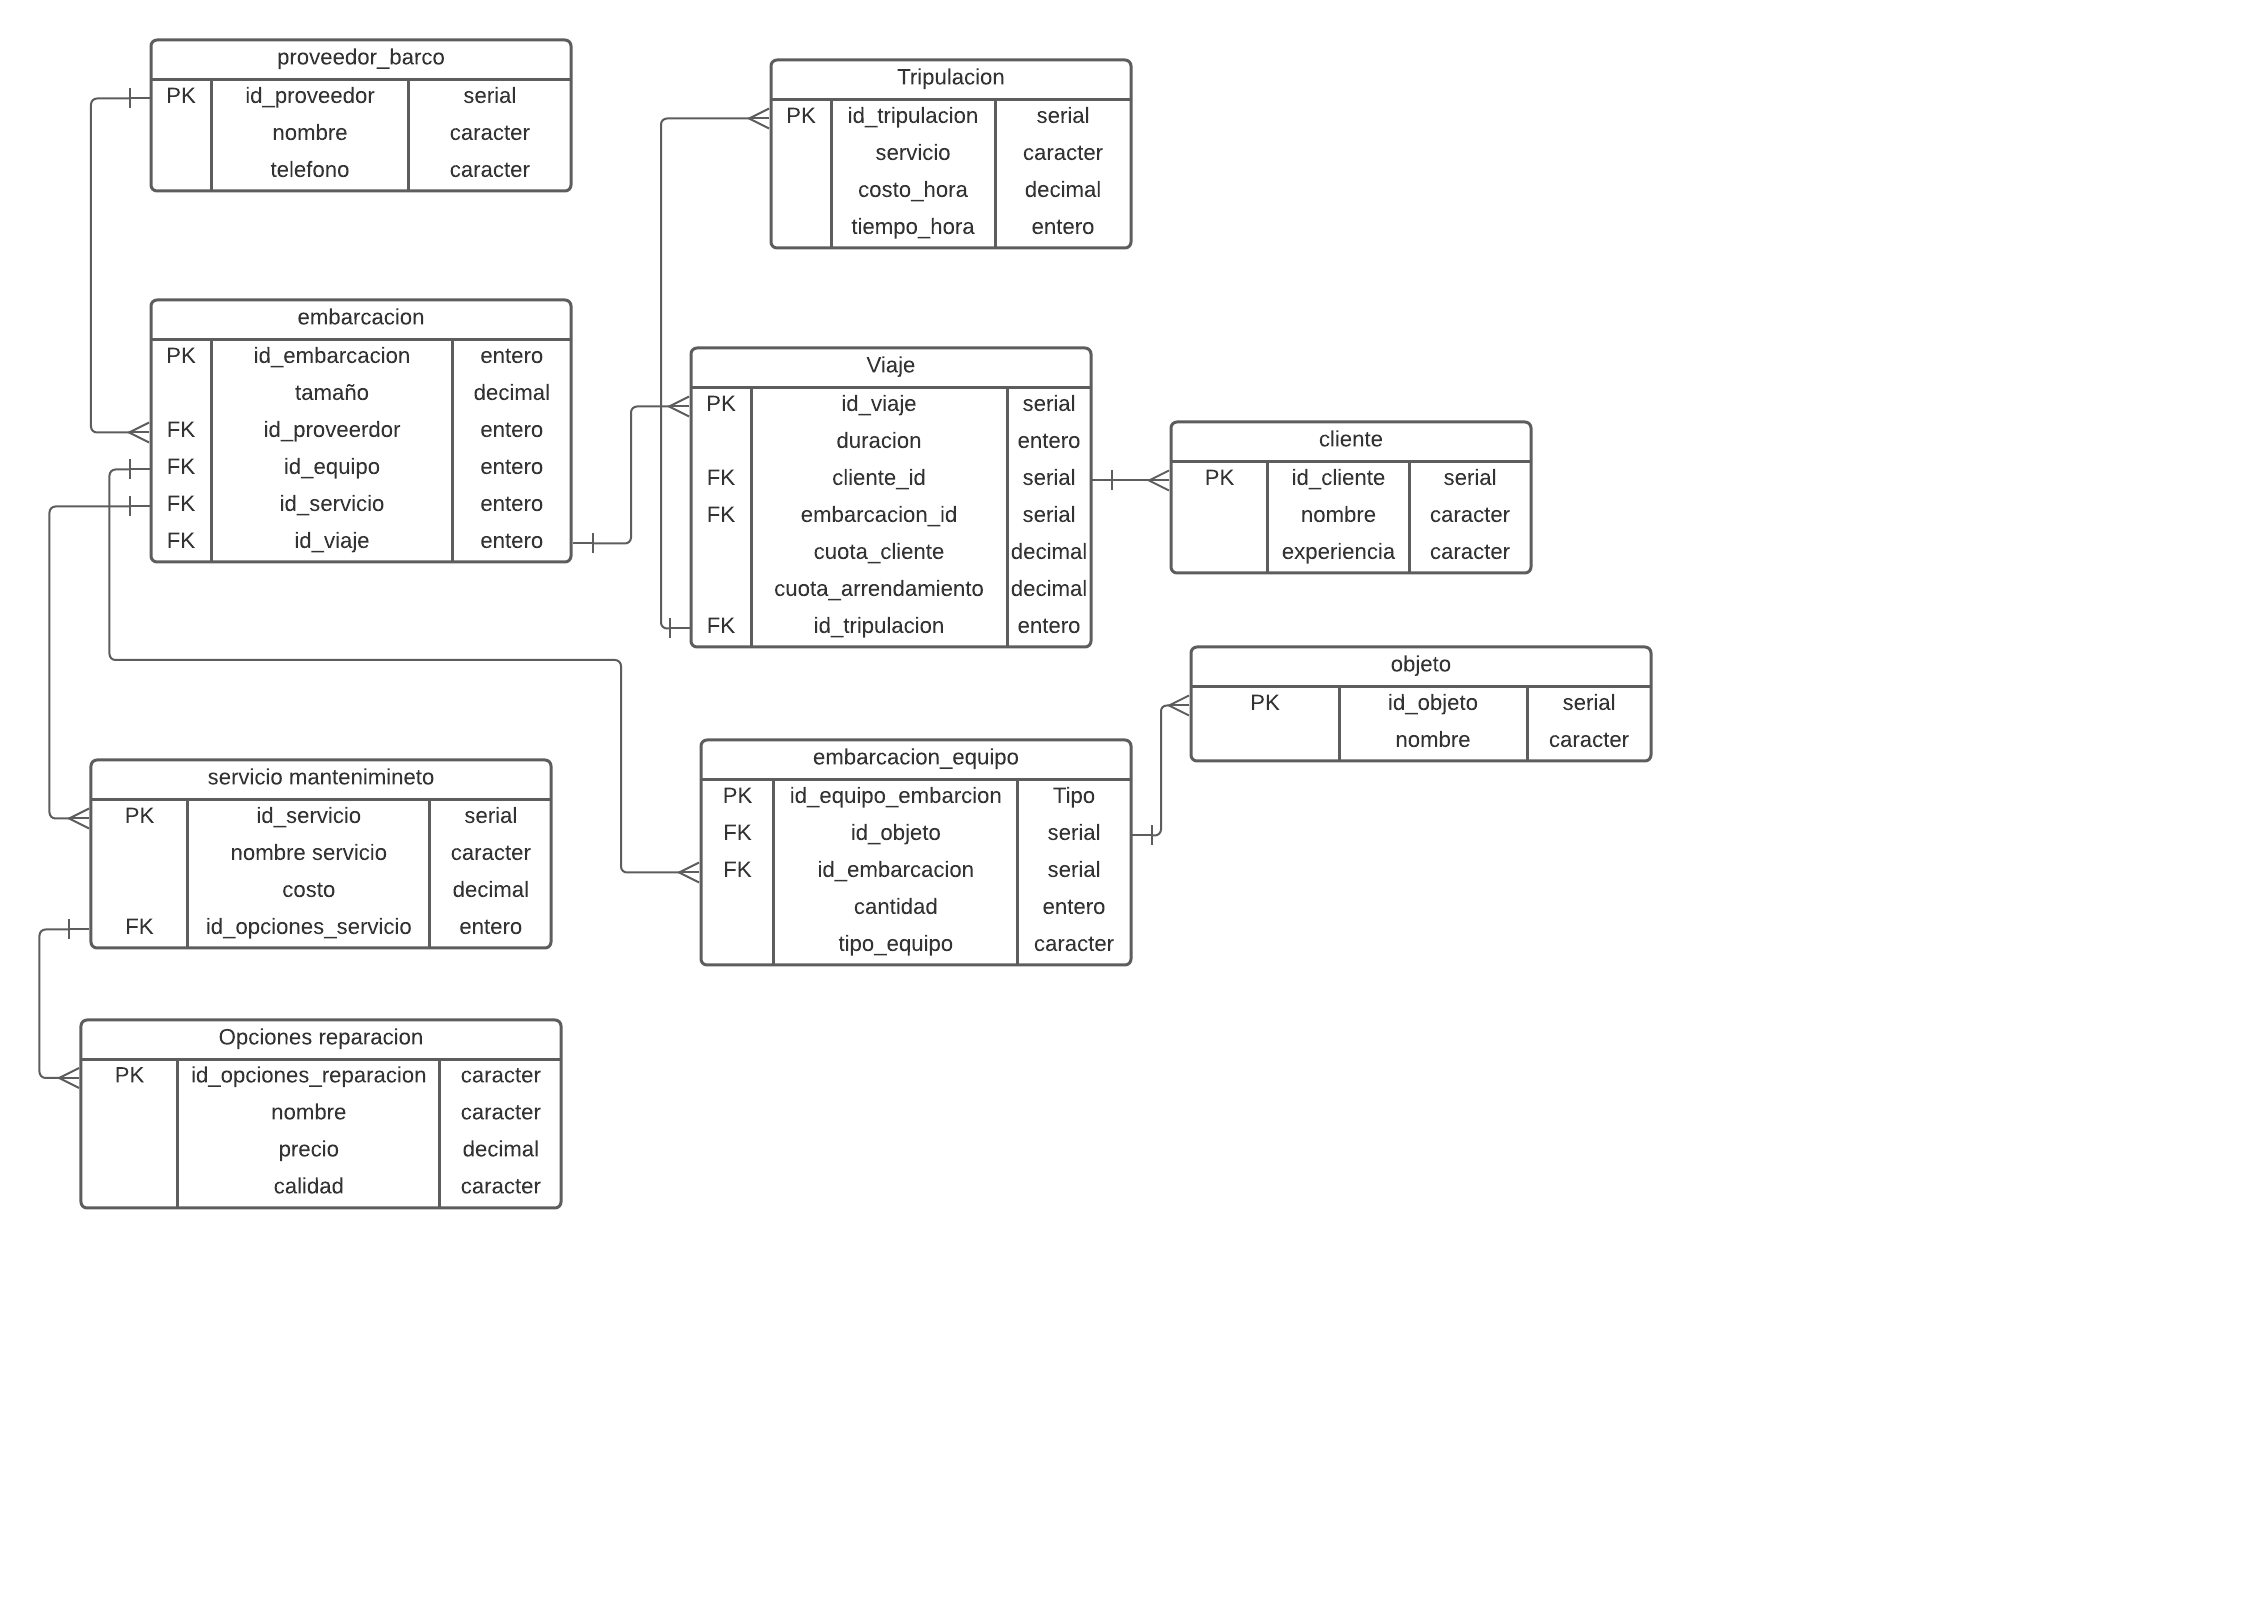 proveedor_barco
PK id_proveedor serial
nombre caracter
telefono caracter
Tripulacion
PK id_tripulacion serial
servicio caracter
costo_hora decimal
tiempo_hora entero
embarcacion
PK id_embarcacion entero
tamaño decimal
FK id_proveerdor entero
FK id_equipo entero
FK id_servicio entero
FK id_viaje entero
Viaje
PK id_viaje serial
duracion entero
FK cliente_id serial
FK embarcacion_id serial
cuota_cliente decimal
cuota_arrendamiento decimal
FK id_tripulacion entero
cliente
PK id_cliente serial
nombre caracter
experiencia caracter
objeto
PK id_objeto serial
nombre caracter
servicio mantenimineto
PK id_servicio serial
nombre servicio caracter
costo decimal
FK id_opciones_servicio entero
embarcacion_equipo
PK id_equipo_embarcion Tipo
FK id_objeto serial
FK id_embarcacion serial
cantidad entero
tipo_equipo caracter
Opciones reparacion
PK id_opciones_reparacion caracter
nombre caracter
precio decimal
calidad caracter